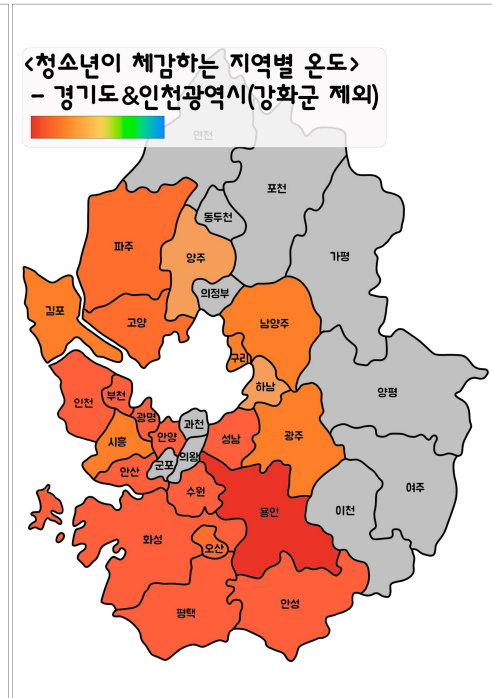 <청소년이 체감하는 지역별 온도>
- 경기도&인천광역시(강화군 제외)
연천
포천
동두천
파주
양주
가평
의정부
김포
고양
남양주
구리
하남
양평
인천
부천
광명
과천
시흥
안양
성남
광주
의왕
군포
안산
여주
수원
이천
용인
화성
오산
안성
평택